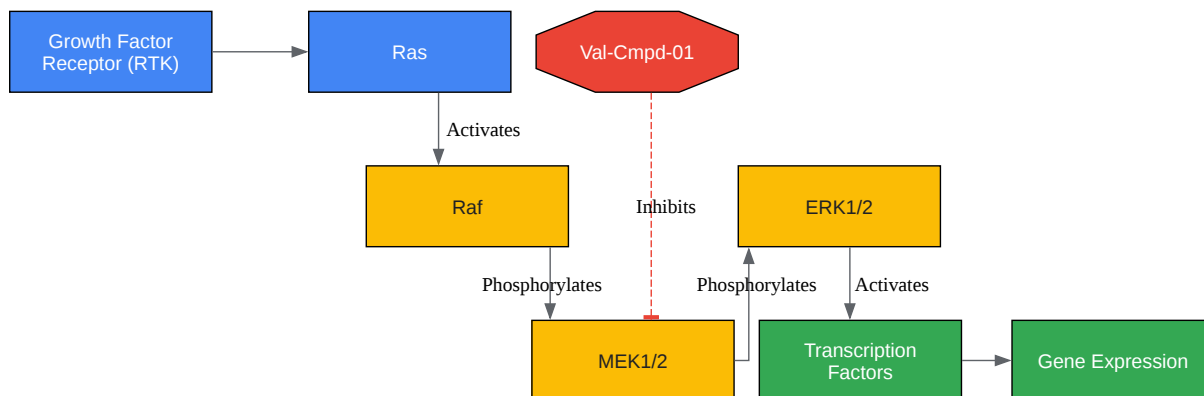 Growth Factor
Receptor (RTK)
Ras
Val-Cmpd-01
Activates
Raf
Inhibits
ERK1/2
Phosphorylates
Phosphorylates
Activates
MEK1/2
Transcription
Factors
Gene Expression